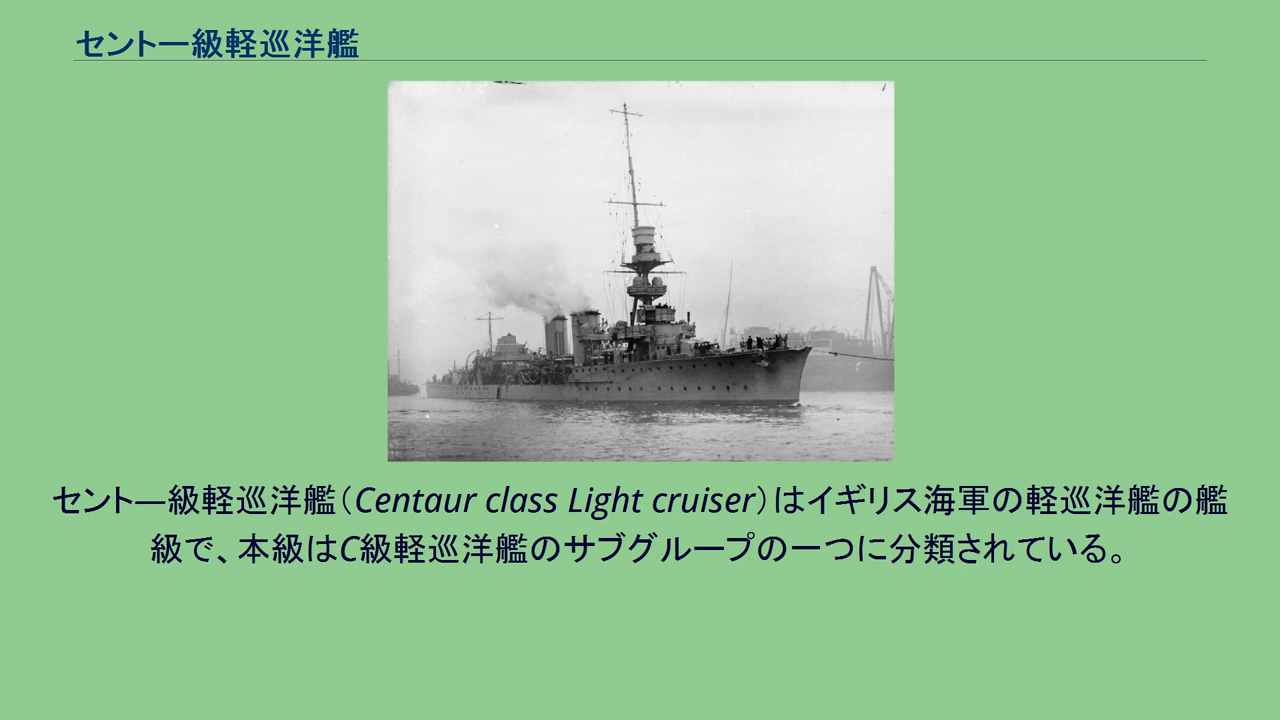 セントー級軽巡洋艦
セント―級軽巡洋艦（Centaur class Light cruiser）はイギリス海軍の軽巡洋艦の艦
級で、本級はC級軽巡洋艦のサブグループの一つに分類されている。